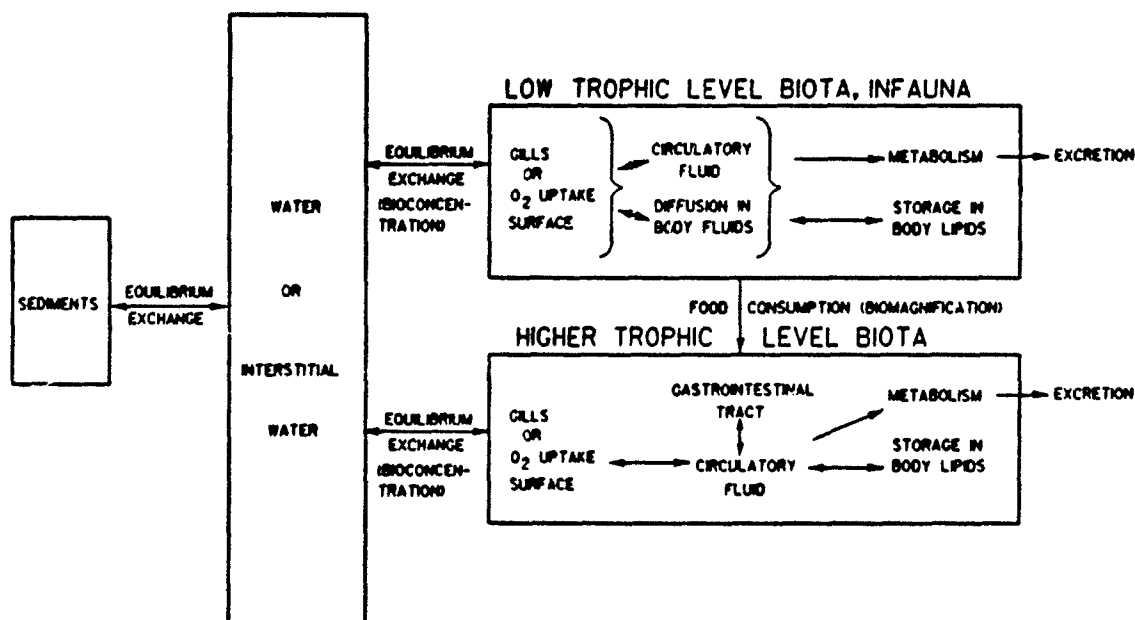 SEDIMENTS
EQUILIBRIUM
EXCHANGE
WATER
OR
INTERSTITIAL
WATER
EQUILIBRIUM
EXCHANGE
(BIOCONCEN-
TRATION)
LOW TROPHIC LEVEL BIOTA, INFAUNA
GILLS
OR
O₂ UPTAKE
SURFACE
CIRCULATORY
FLUID
DIFFUSION IN
BODY FLUIDS
METABOLISM
EXCRETION
STORAGE IN
BODY LIPIDS
FOOD CONSUMPTION (BIOMAGNIFICATION)
HIGHER TROPHIC LEVEL BIOTA
EQUILIBRIUM
EXCHANGE
(BIOCONCEN-
TRATION)
GILLS
OR
O₂ UPTAKE
SURFACE
GASTROINTESTINAL
TRACT
CIRCULATORY
FLUID
METABOLISM
EXCRETION
STORAGE IN
BODY LIPIDS